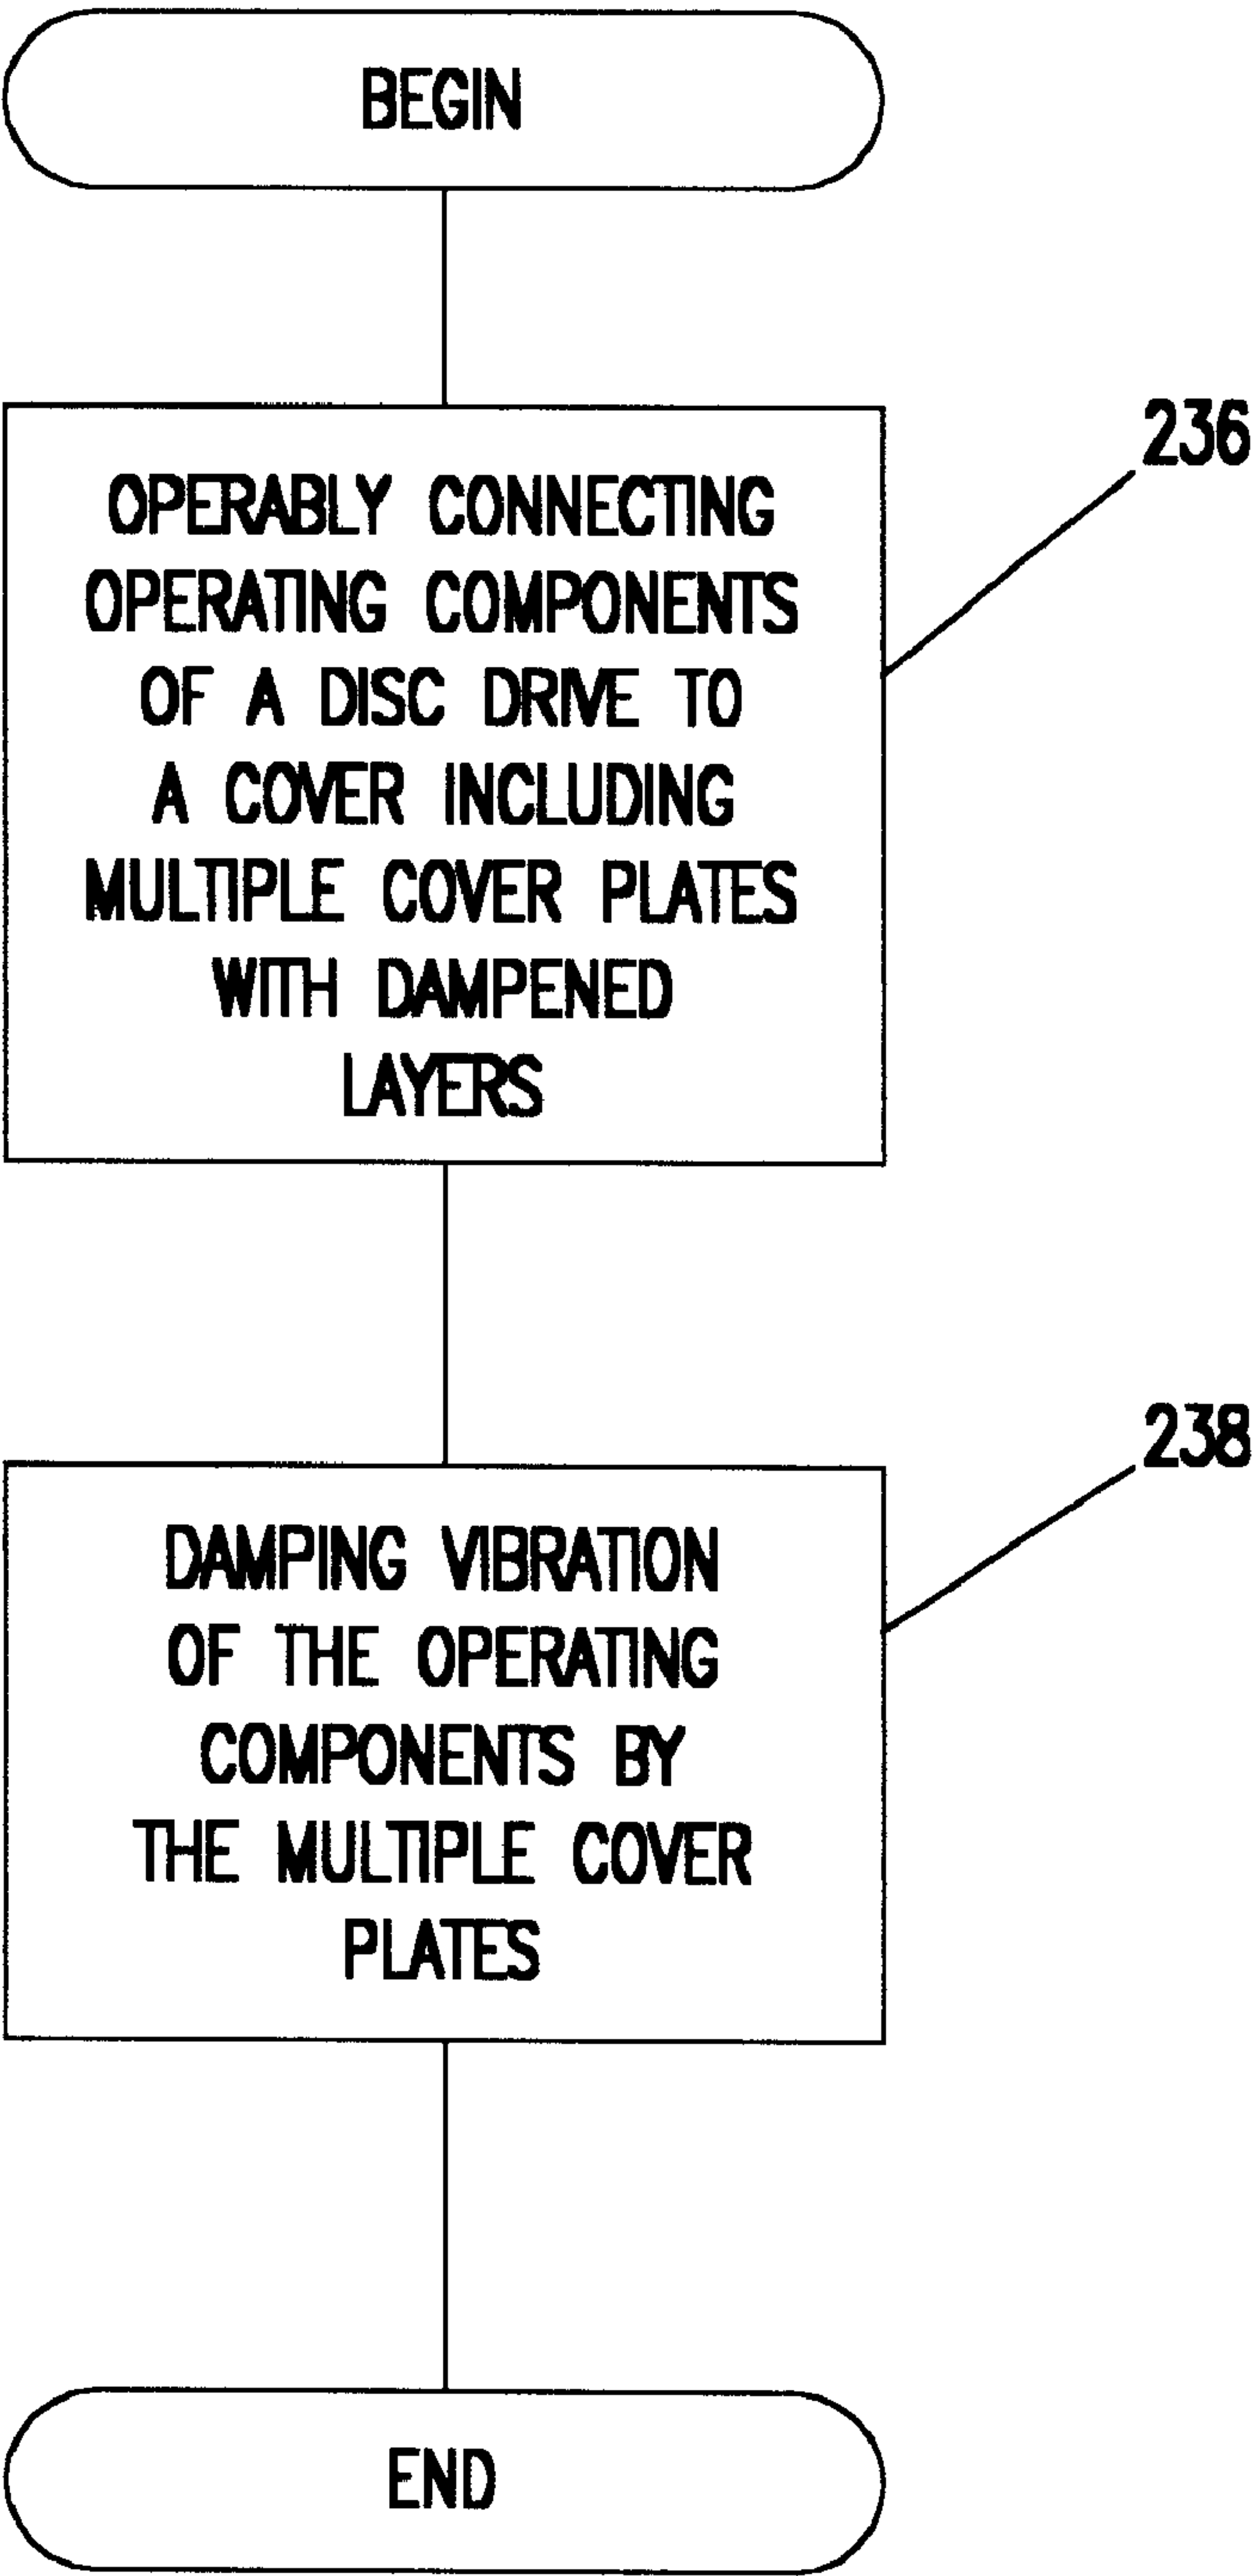 BEGIN
236
OPERABLY CONNECTING
OPERATING COMPONENTS
OF A DISC DRIVE TO
A COVER INCLUDING
MULTIPLE COVER PLATES
WITH DAMPENED
LAYERS
238
DAMPING VIBRATION
OF THE OPERATING
COMPONENTS BY
THE MULTIPLE COVER
PLATES
END